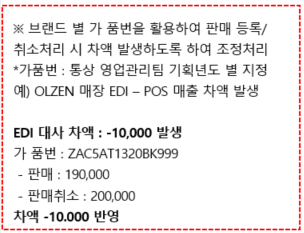 ※ 브랜드 별 가 품번을 활용하여 판매 등록/
취소처리 시 차액 발생하도록 하여 조정처리
*가품번 : 통상 영업관리팀 기획년도 별 지정
예) OLZEN 매장 EDI – POS 매출 차액 발생
EDI 대사 차액 : -10,000 발생
가 품번 : ZAC5AT1320BK999
- 판매 : 190,000
- 판매취소 : 200,000
차액 -10.000 반영